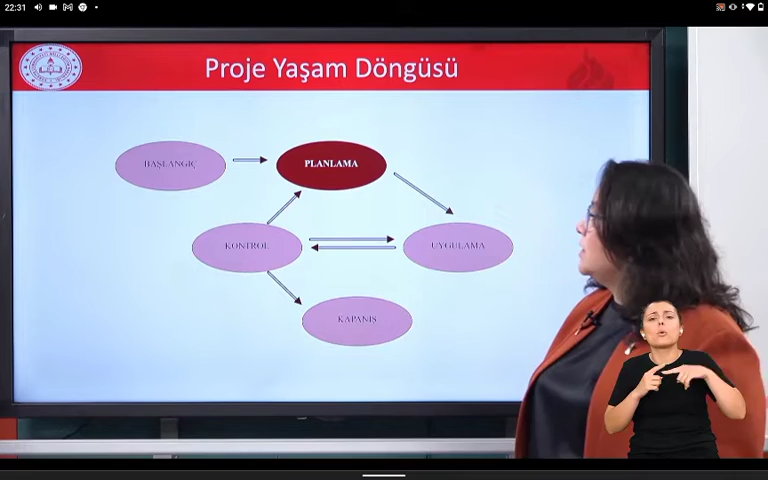 22:31
Proje Yaşam Döngüsü
BAŞLANGIÇ
PLANLAMA
KONTROL
UYGULAMA
KAPANIŞ